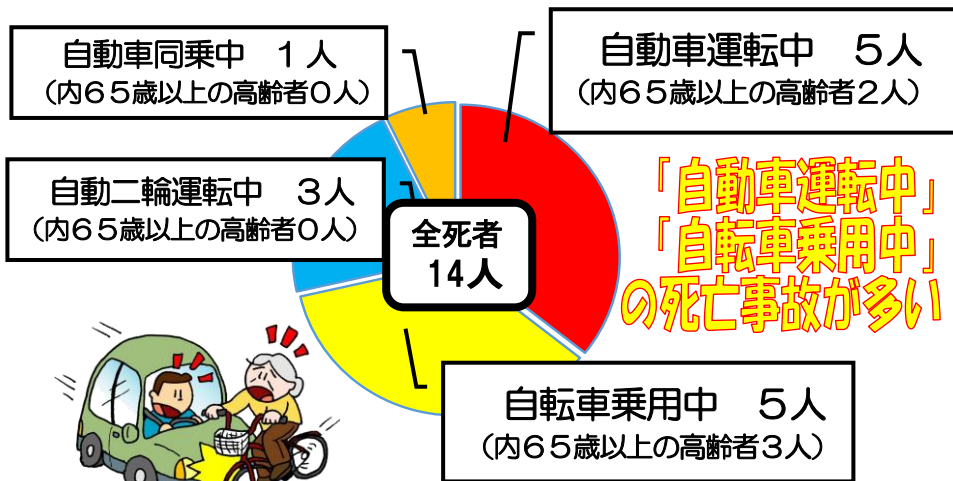 自動車同乗中　１人
（内６５歳以上の高齢者０人）
自動車運転中　５人
（内６５歳以上の高齢者２人）
自動二輪運転中　３人
（内６５歳以上の高齢者０人）
全死者
14人
「自動車運転中」
「自転車乗用中」
の死亡事故が多い
自転車乗用中　５人
（内６５歳以上の高齢者３人）